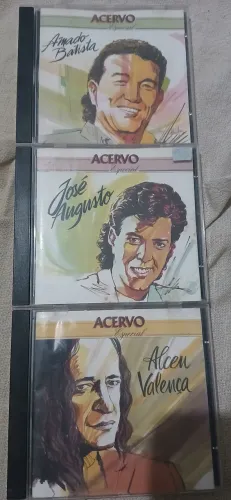 ACERVO
Especial
Amado
Batista
ACERVO
Especial
José
Augusto
ACERVO
Especial
Alceu
Valença